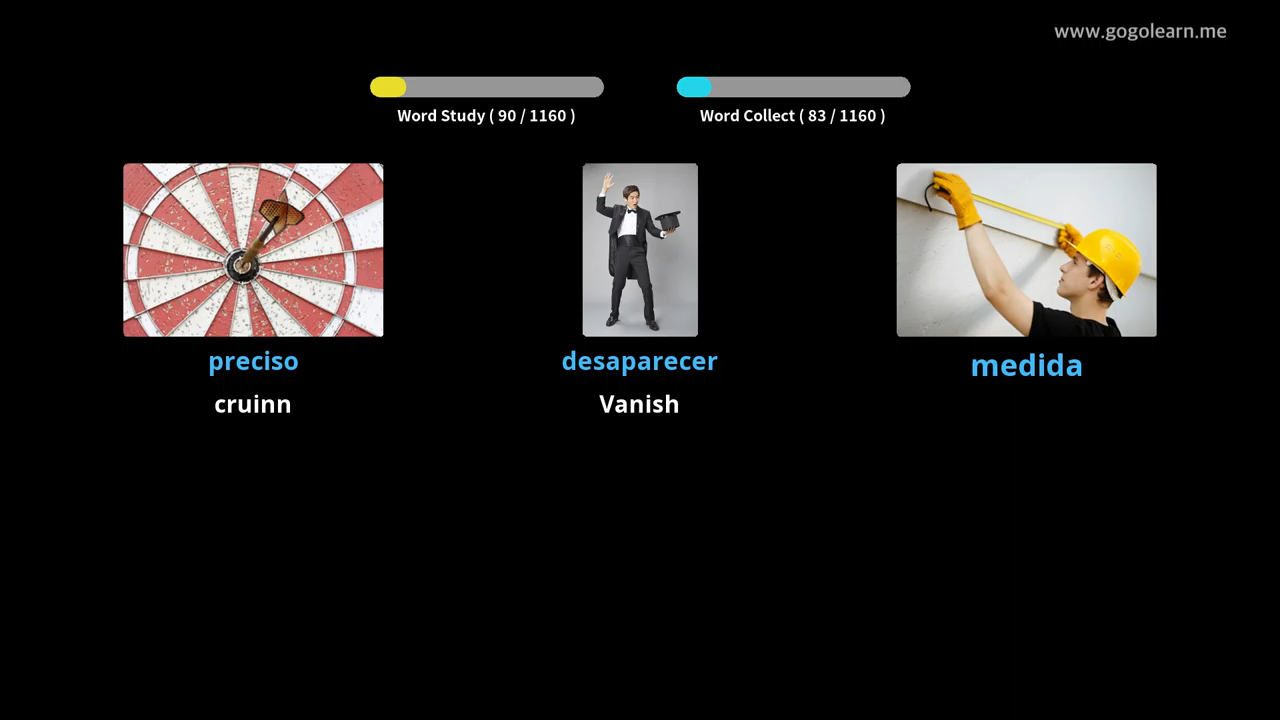 www.gogolearn.me
Word Study ( 90 / 1160 )
Word Collect ( 83 / 1160 )
preciso
desaparecer
medida
cruinn
Vanish